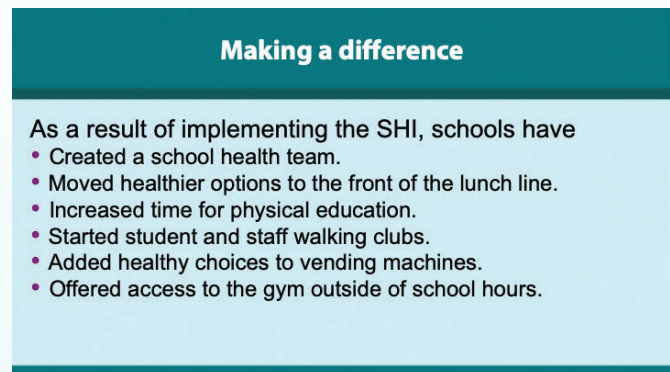 Making a difference
As a result of implementing the SHI, schools have
• Created a school health team.
• Moved healthier options to the front of the lunch line.
• Increased time for physical education.
• Started student and staff walking clubs.
• Added healthy choices to vending machines.
• Offered access to the gym outside of school hours.